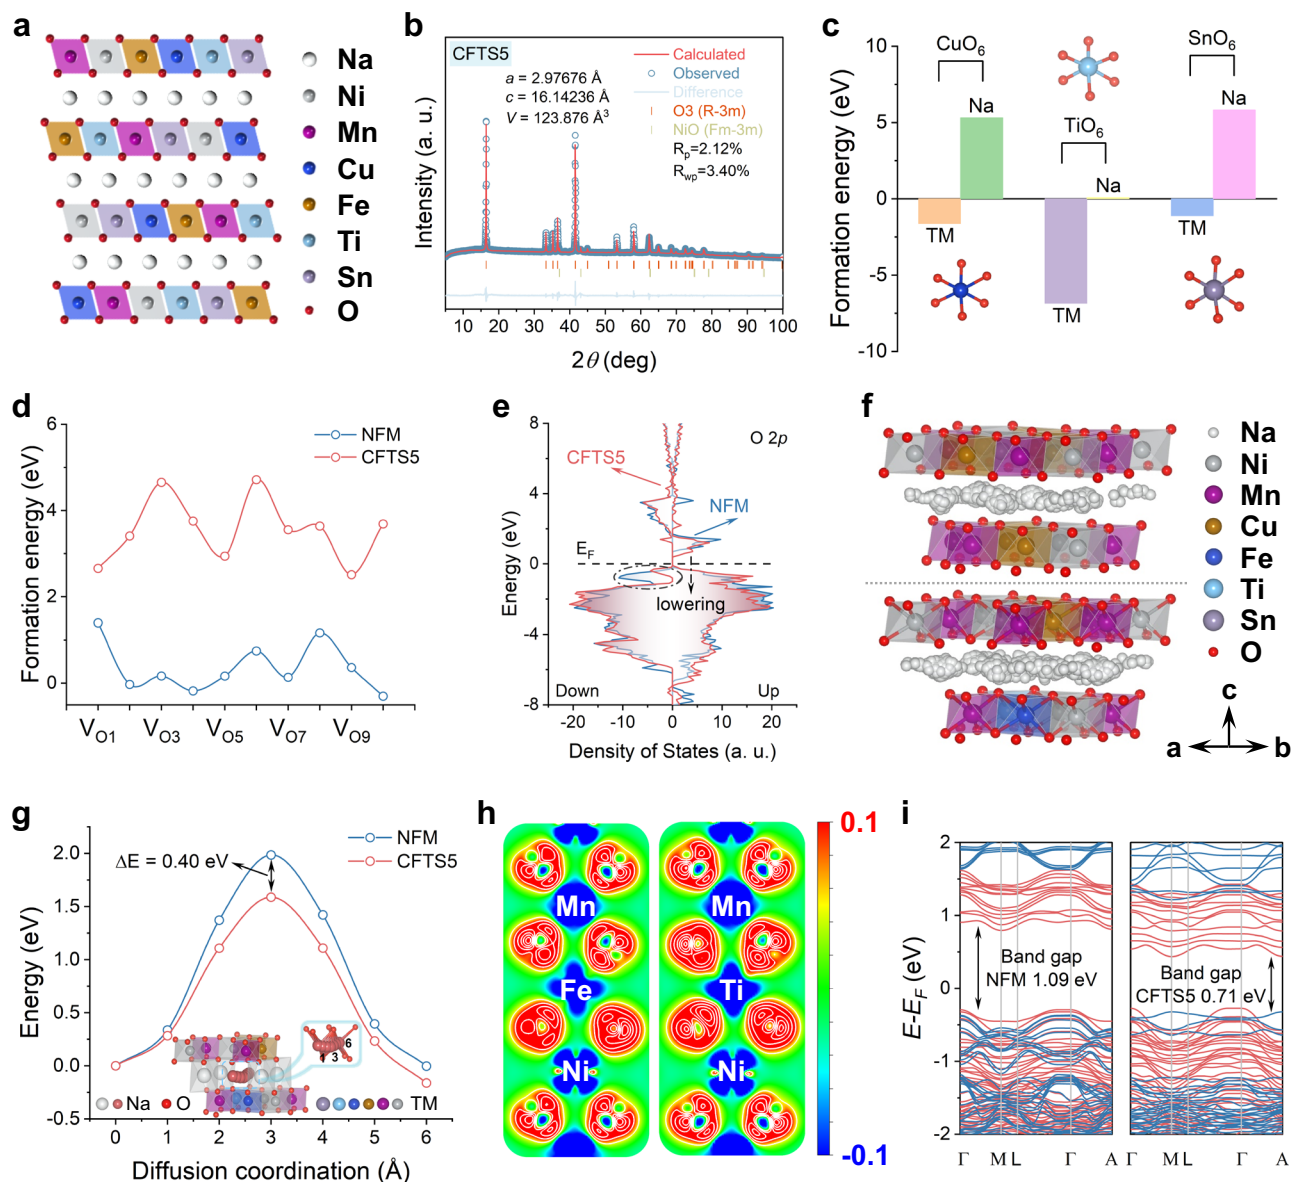 a
Na
Ni
Mn
Cu
Fe
Ti
Sn
O
b
CFTS5
a = 2.97676 Å
c = 16.14236 Å
V = 123.876 Å³
Calculated
Observed
Difference
O3 (R-3m)
NiO (Fm-3m)
Rp=2.12%
Rwp=3.40%
Intensity (a. u.)
10 20 30 40 50 60 70 80 90 100
2θ (deg)
c
Formation energy (eV)
10
5
0
-5
-10
CuO6
Na
TM
TiO6
Na
TM
SnO6
Na
TM
d
Formation energy (eV)
6
4
2
0
NFM
CFTS5
VO1 VO3 VO5 VO7 VO9
e
Energy (eV)
8
4
0
-4
-8
O 2p
CFTS5
NFM
EF
lowering
Down
Up
-20 -10 0 10 20
Density of States (a. u.)
f
Na
Ni
Mn
Cu
Fe
Ti
Sn
O
c
a
b
g
Energy (eV)
2.0
1.5
1.0
0.5
0.0
-0.5
NFM
CFTS5
ΔE = 0.40 eV
6
1 3
Na
O
TM
0 1 2 3 4 5 6
Diffusion coordination (Å)
h
Mn
Fe
Ni
Mn
Ti
Ni
0.1
-0.1
i
E-EF (eV)
2
1
0
-1
-2
Band gap
NFM 1.09 eV
Band gap
CFTS5 0.71 eV
Γ M L Γ A
Γ M L Γ A